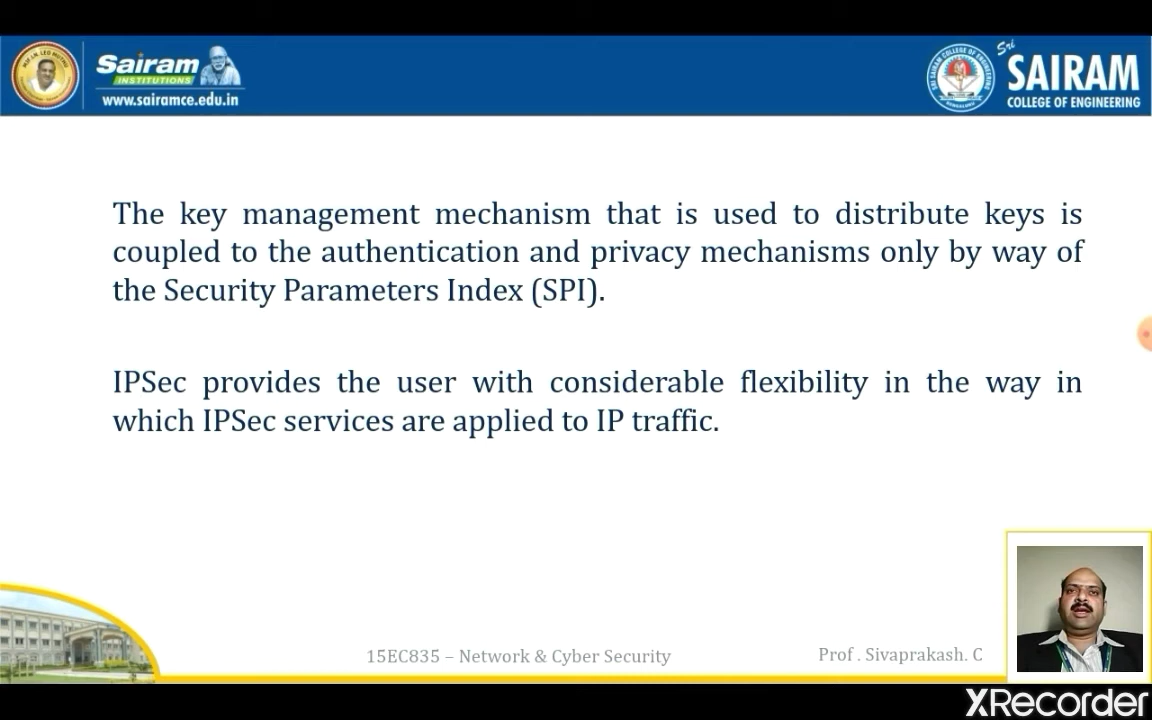 Sairam
INSTITUTIONS
www.sairamce.edu.in
Sri
SAIRAM
COLLEGE OF ENGINEERING
The key management mechanism that is used to distribute keys is
coupled to the authentication and privacy mechanisms only by way of
the Security Parameters Index (SPI).
IPSec provides the user with considerable flexibility in the way in
which IPSec services are applied to IP traffic.
15EC835 – Network & Cyber Security
Prof . Sivaprakash. C
XRecorder